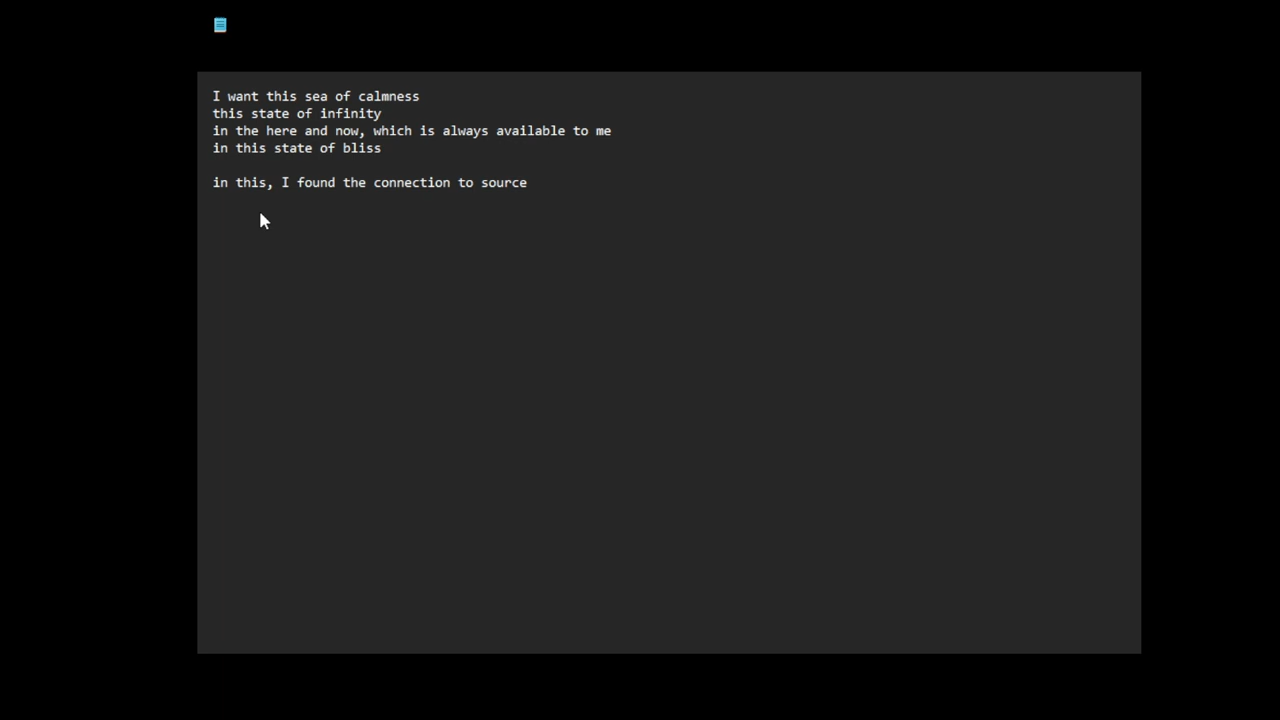 I want this sea of calmness
this state of infinity
in the here and now, which is always available to me
in this state of bliss
in this, I found the connection to source